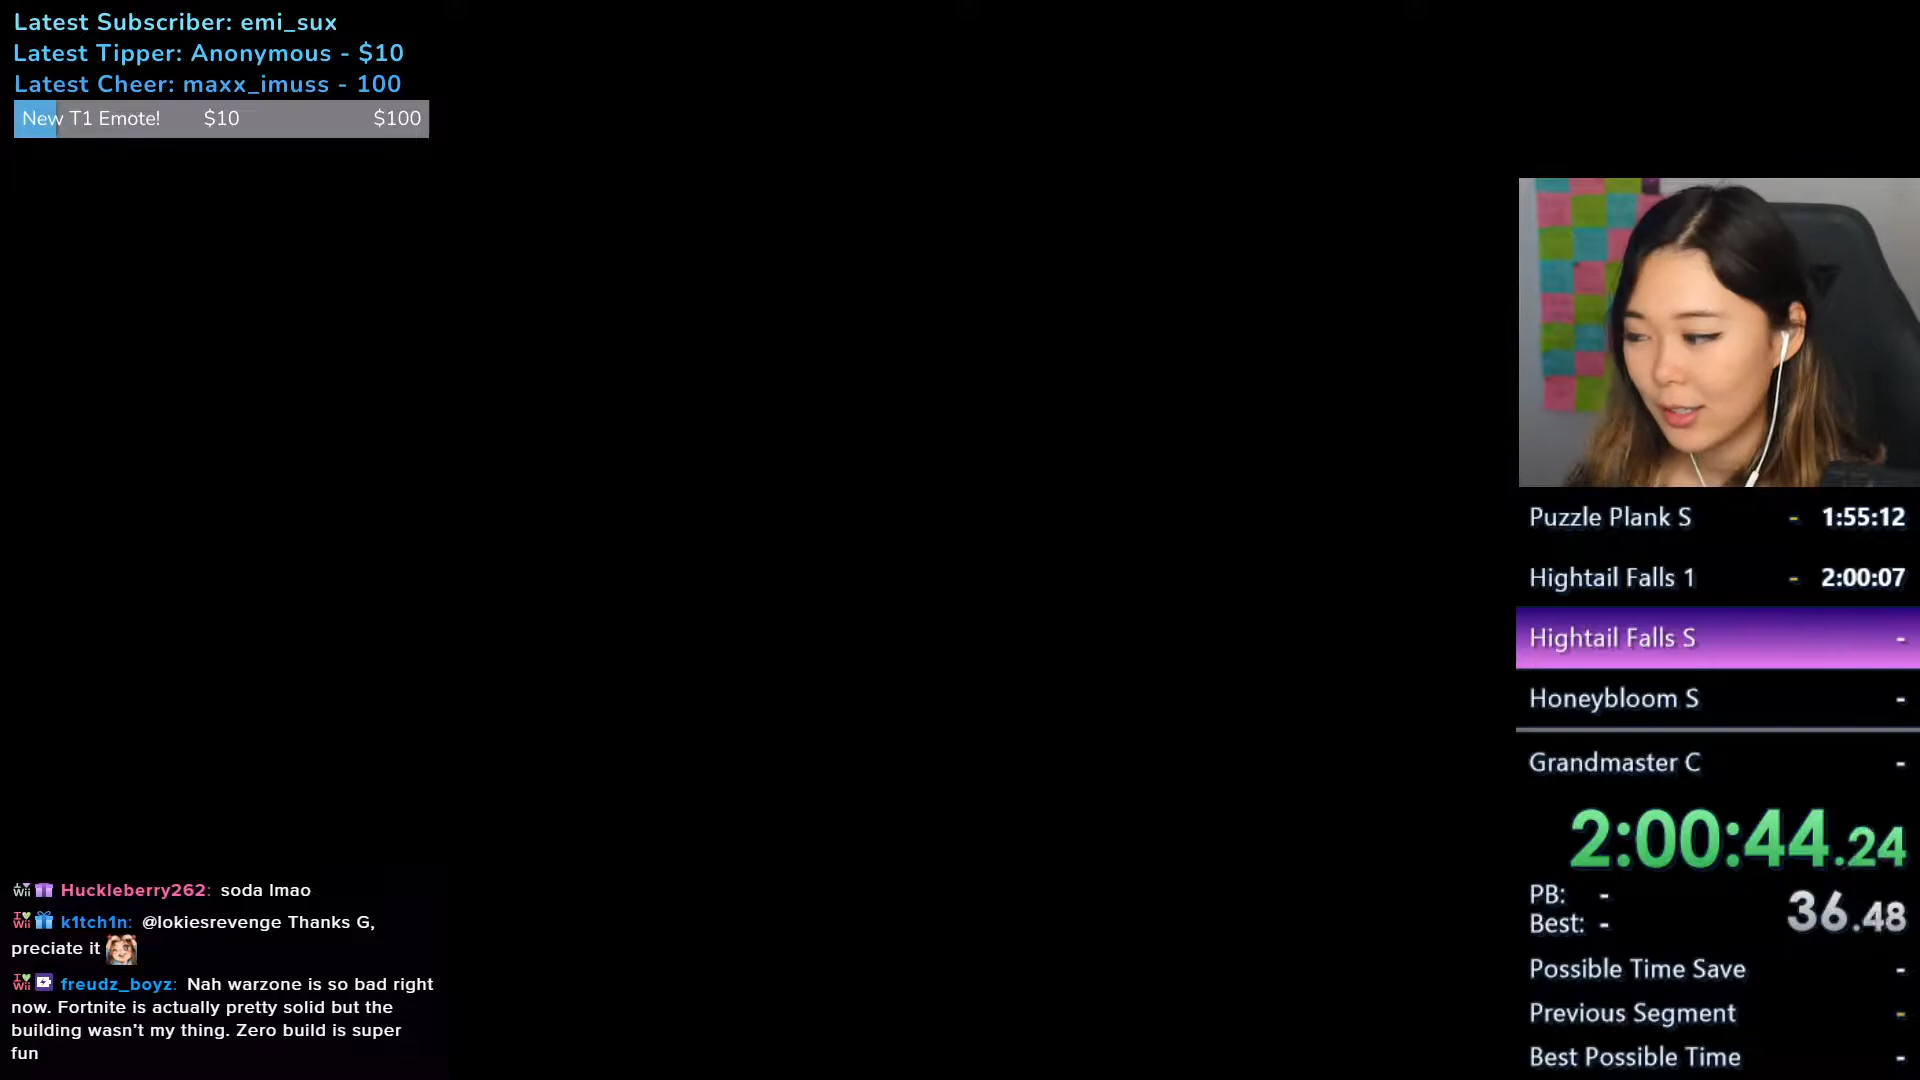 Latest Subscriber: emi_sux
Latest Tipper: Anonymous - $10
Latest Cheer: maxx_imuss - 100
New T1 Emote! $10 $100
Puzzle Plank S - 1:55:12
Hightail Falls 1 - 2:00:07
Hightail Falls S -
Honeybloom S -
Grandmaster C -
2:00:44.24
PB: -
Best: -
36.48
Possible Time Save -
Previous Segment -
Best Possible Time -
Huckleberry262: soda lmao
k1tch1n: @lokiesrevenge Thanks G,
preciate it
freudz_boyz: Nah warzone is so bad right
now. Fortnite is actually pretty solid but the
building wasn't my thing. Zero build is super
fun